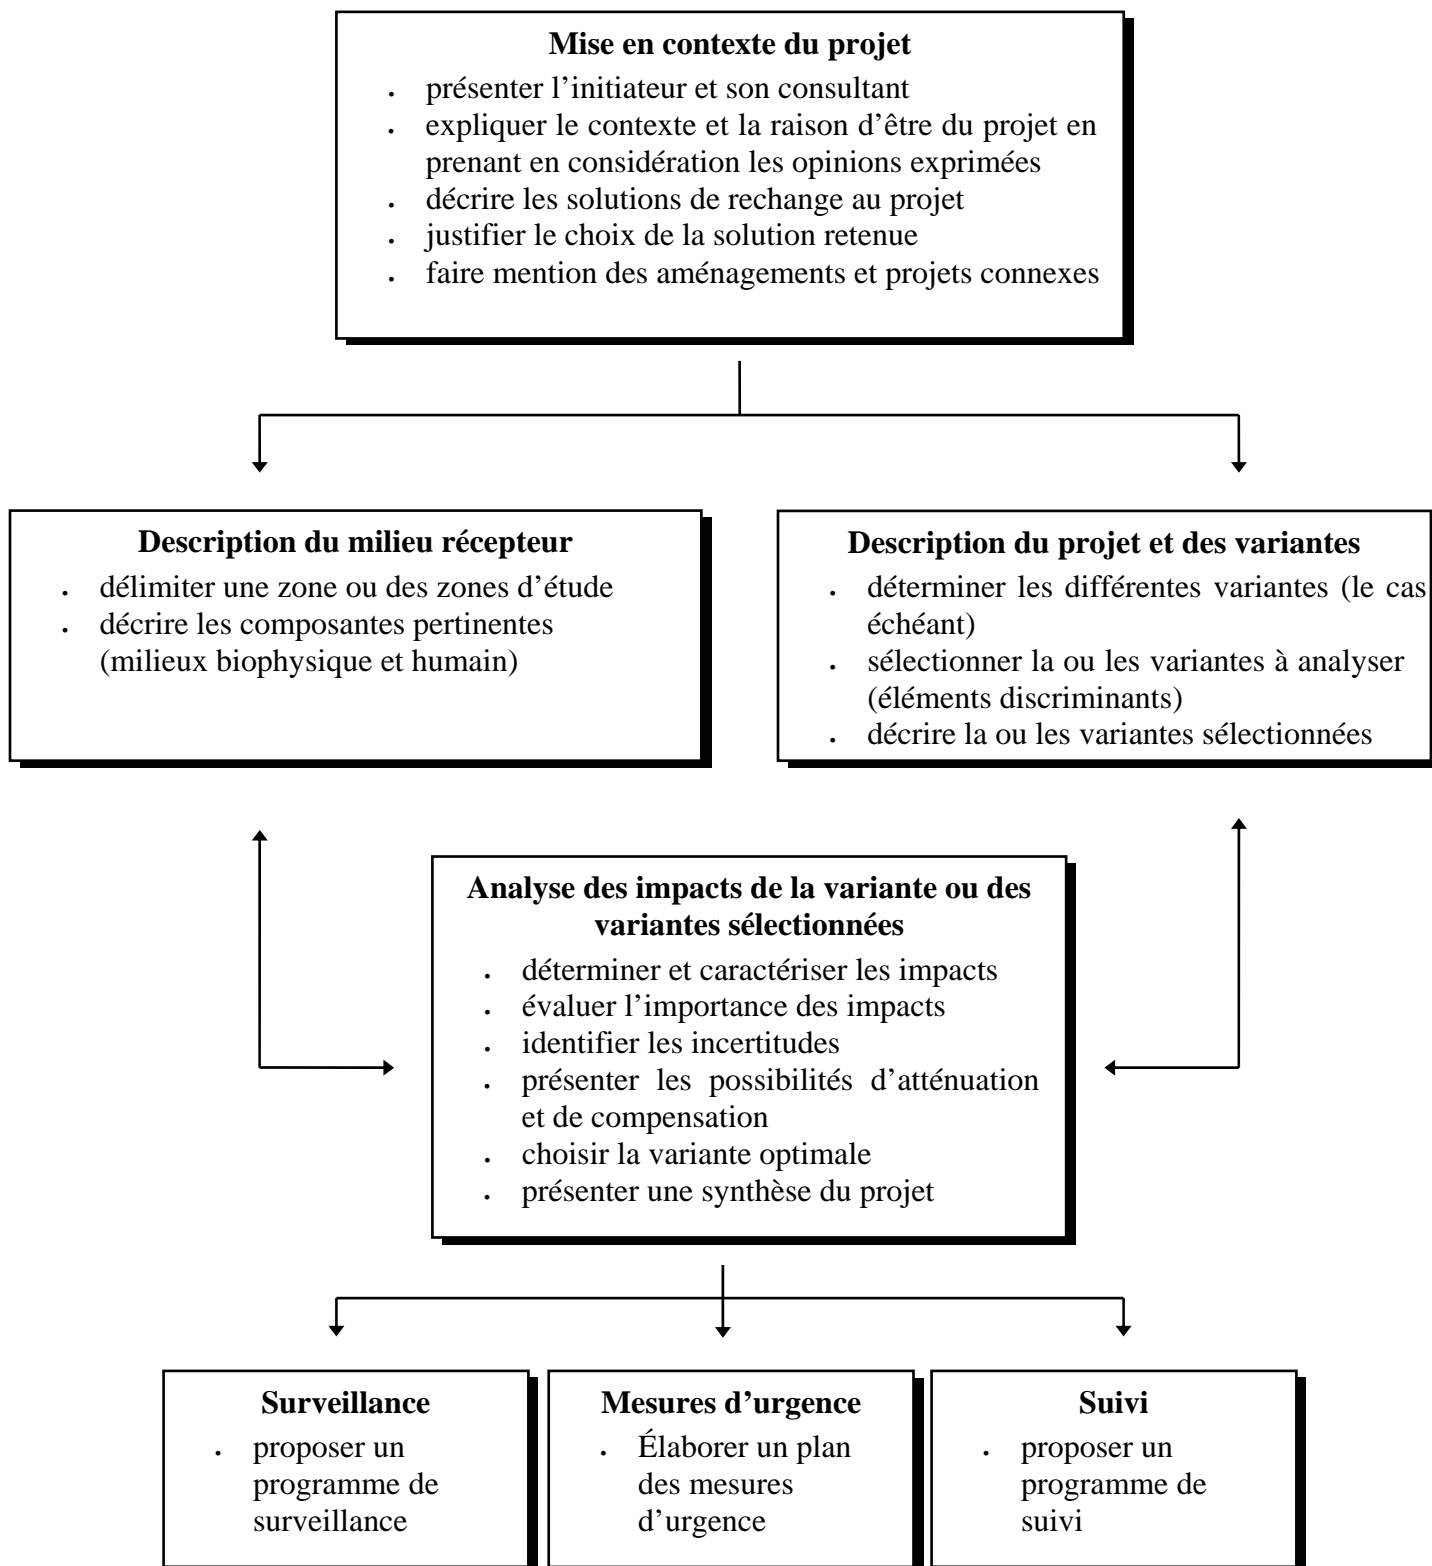 Mise en contexte du projet
. présenter l’initiateur et son consultant
. expliquer le contexte et la raison d’être du projet en
prenant en considération les opinions exprimées
. décrire les solutions de rechange au projet
. justifier le choix de la solution retenue
. faire mention des aménagements et projets connexes
Description du milieu récepteur
. délimiter une zone ou des zones d’étude
. décrire les composantes pertinentes
(milieux biophysique et humain)
Description du projet et des variantes
. déterminer les différentes variantes (le cas
échéant)
. sélectionner la ou les variantes à analyser
(éléments discriminants)
. décrire la ou les variantes sélectionnées
Analyse des impacts de la variante ou des
variantes sélectionnées
. déterminer et caractériser les impacts
. évaluer l’importance des impacts
. identifier les incertitudes
. présenter les possibilités d’atténuation
et de compensation
. choisir la variante optimale
. présenter une synthèse du projet
Surveillance
. proposer un
programme de
surveillance
Mesures d’urgence
. Élaborer un plan
des mesures
d’urgence
Suivi
. proposer un
programme de
suivi